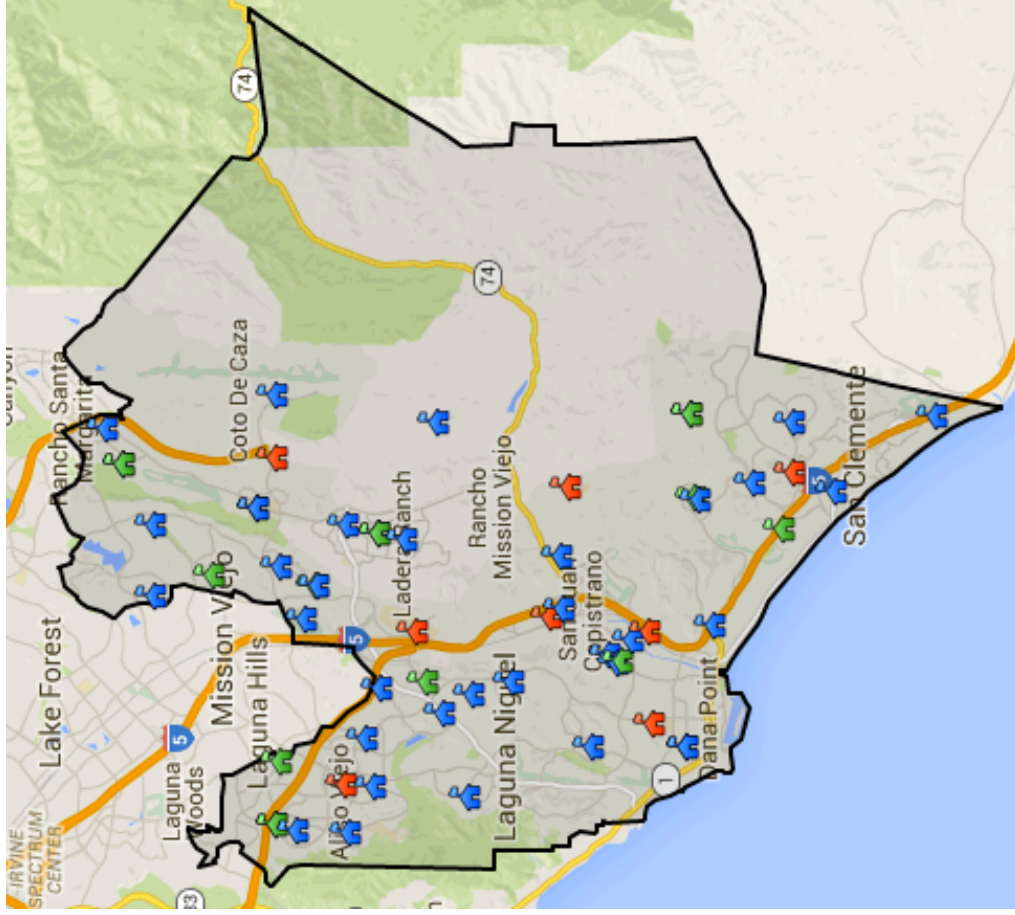 74
74
Rancho Santa
Margarita
Coto De Caza
Lake Forest
Mission Viejo
Laguna Hills
Laguna
Woods
IRVINE
SPECTRUM
CENTER
5
5
Ladera Ranch
Rancho
Mission Viejo
Aliso Viejo
Laguna Niguel
San Juan
Capistrano
Dana Point
1
San Clemente
5